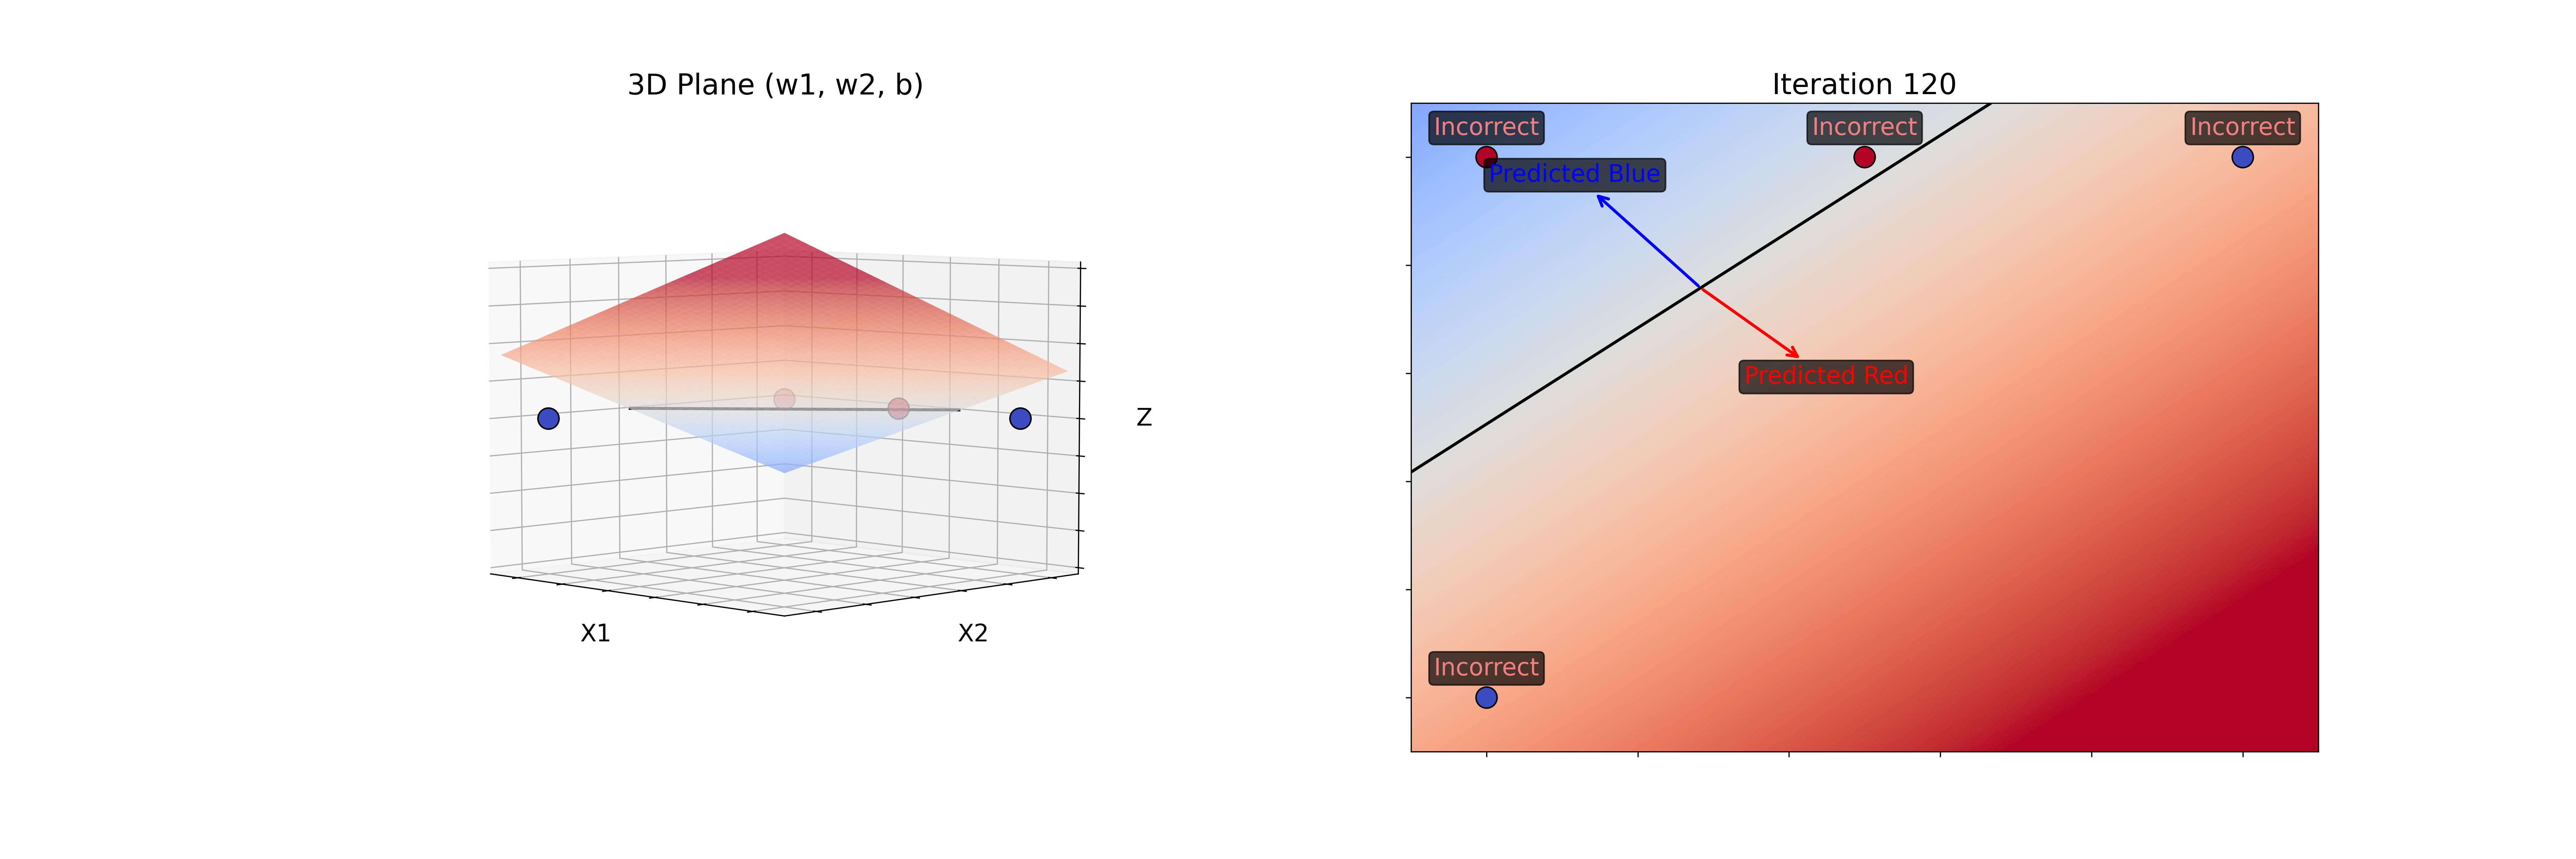 3D Plane (w1, w2, b)
Z
X1
X2
Iteration 120
Incorrect
Incorrect
Incorrect
Predicted Blue
Predicted Red
Incorrect